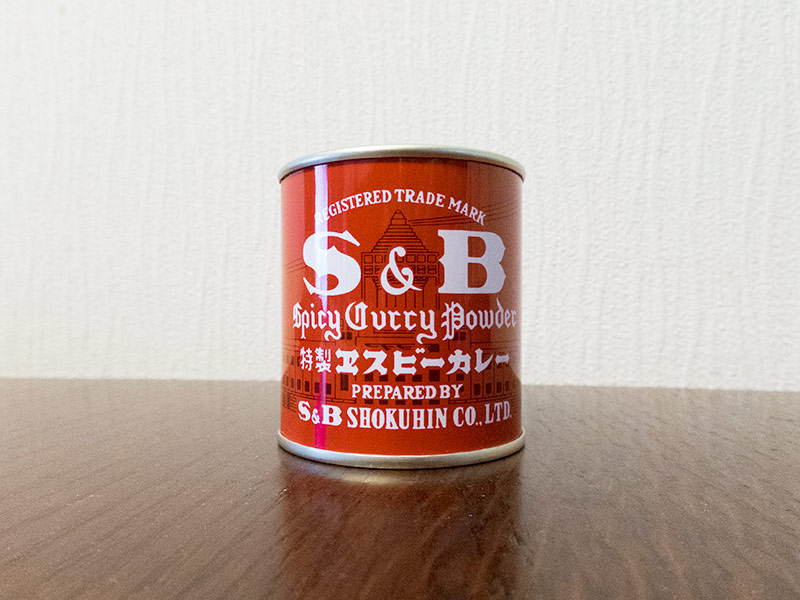 REGISTERED TRADE MARK
S & B
Spicy Curry Powder
特製 ヱスビーカレー
PREPARED BY
S&B SHOKUHIN CO., LTD.